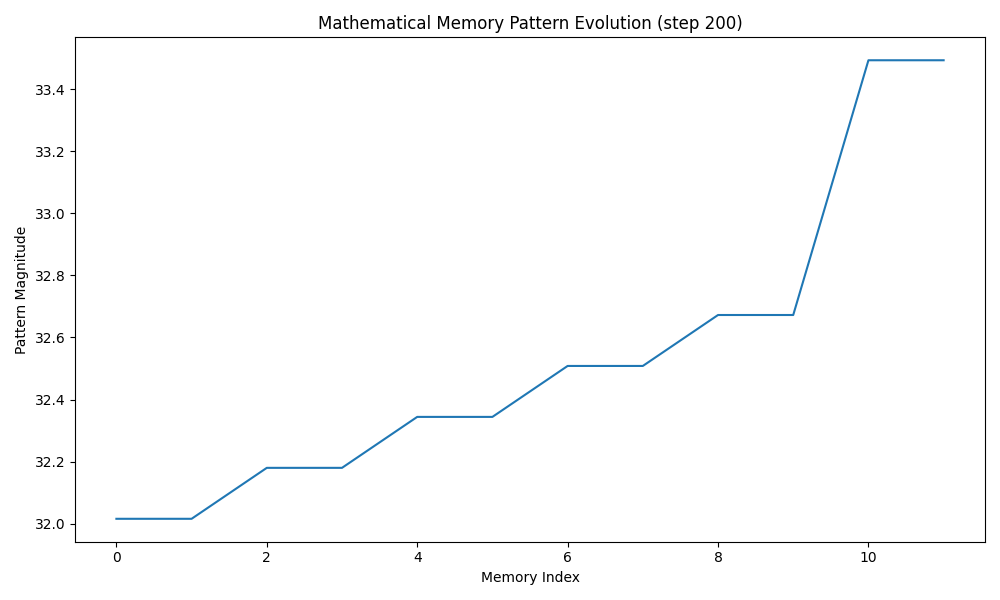 Mathematical Memory Pattern Evolution (step 200)
Pattern Magnitude
33.4
33.2
33.0
32.8
32.6
32.4
32.2
32.0
0 2 4 6 8 10
Memory Index